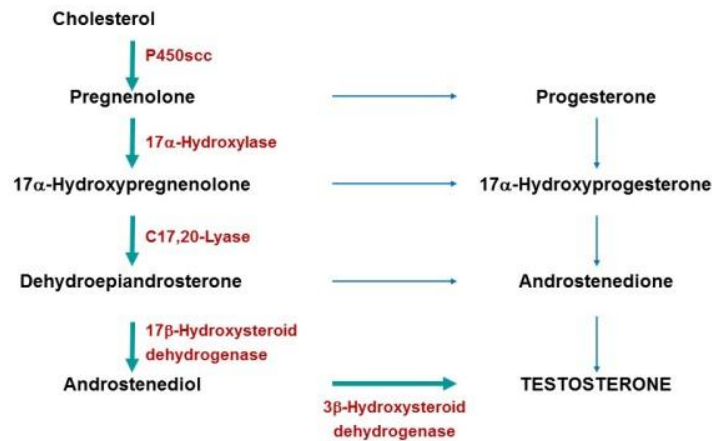 Cholesterol
P450scc
Pregnenolone
Progesterone
17α-Hydroxylase
17α-Hydroxypregnenolone
17α-Hydroxyprogesterone
C17,20-Lyase
Dehydroepiandrosterone
Androstenedione
17β-Hydroxysteroid
dehydrogenase
Androstenediol
TESTOSTERONE
3β-Hydroxysteroid
dehydrogenase